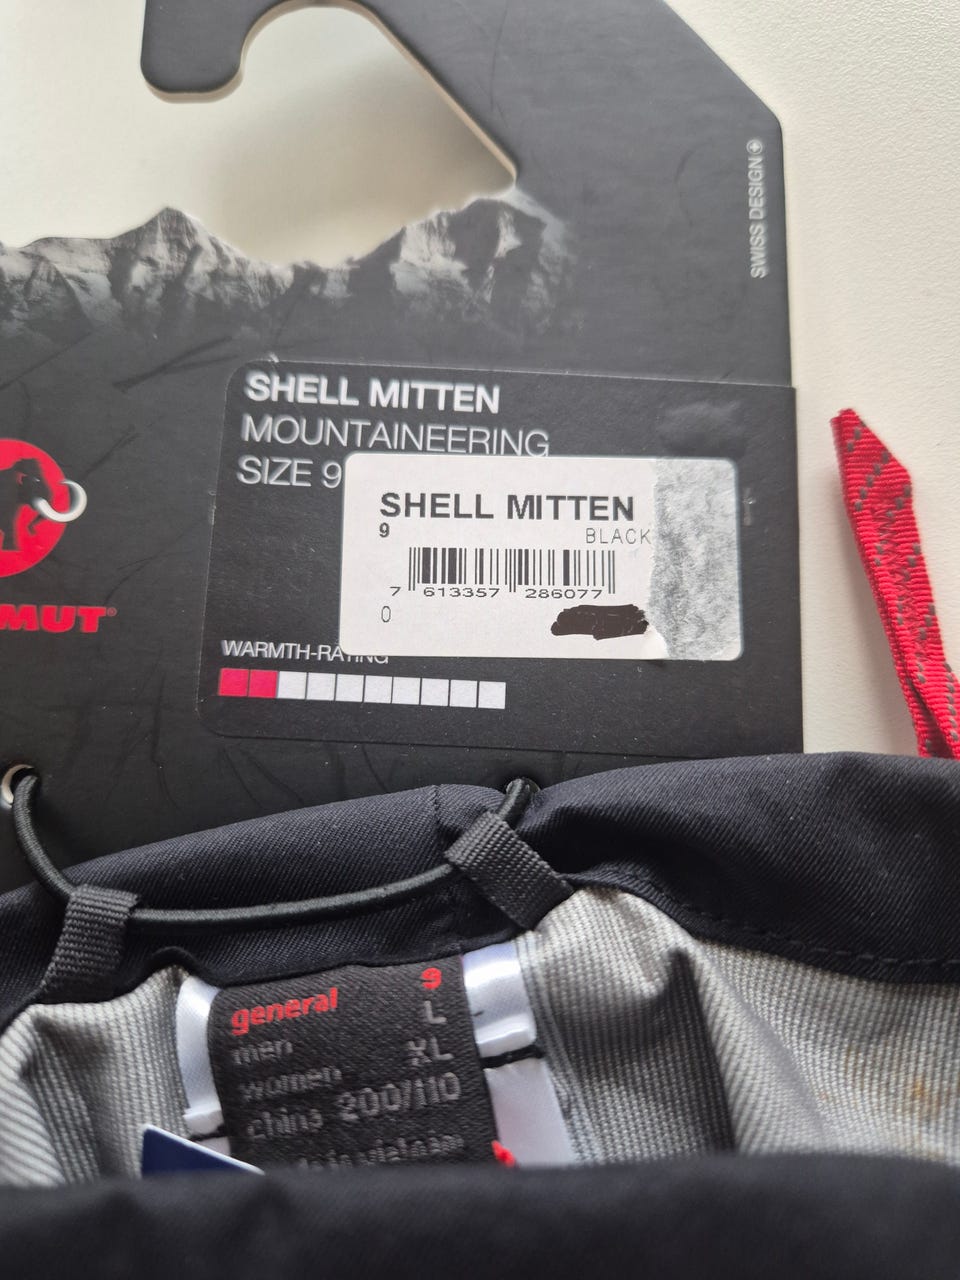 SWISS DESIGN
SHELL MITTEN
MOUNTAINEERING
SIZE 9
SHELL MITTEN
9
BLACK
7 613357 286077
0
MUT®
WARMTH-RATING
general 9
men L
women XL
china 200/110